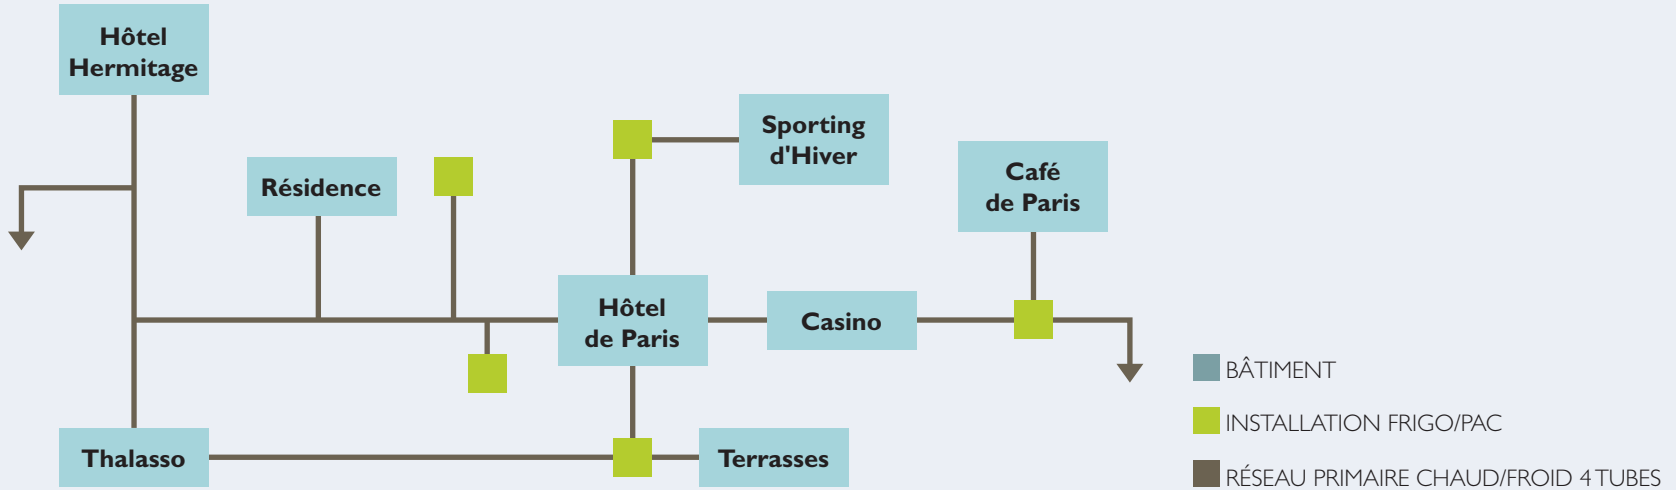 Hôtel
Hermitage
Résidence
Sporting
d'Hiver
Café
de Paris
Hôtel
de Paris
Casino
Thalasso
Terrasses
BÂTIMENT
INSTALLATION FRIGO/PAC
RÉSEAU PRIMAIRE CHAUD/FROID 4 TUBES